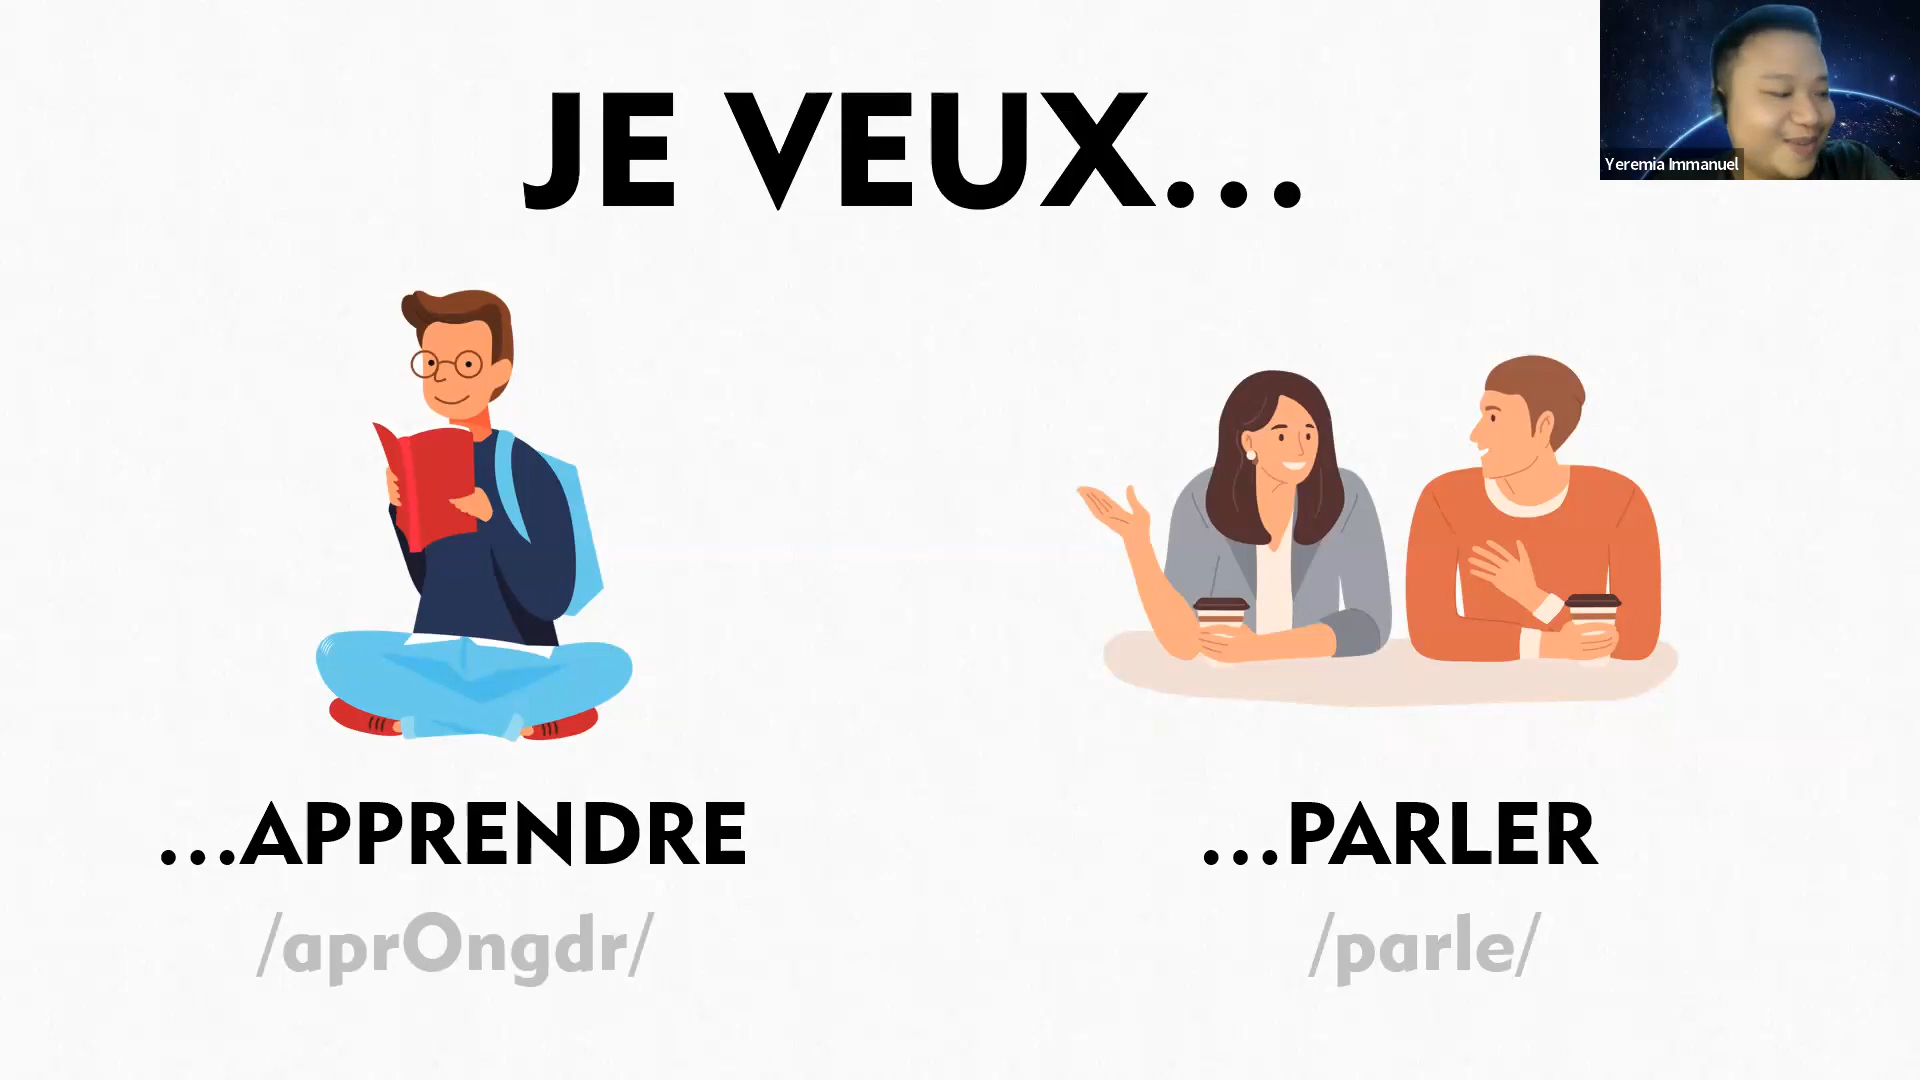 JE VEUX...
Yeremia Immanuel
...APPRENDRE
/aprOngdr/
...PARLER
/parle/